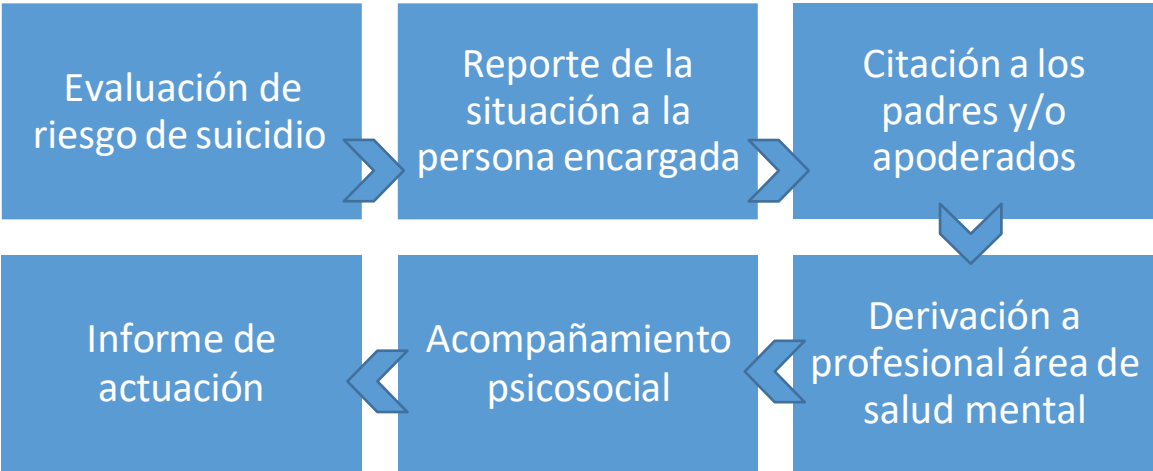 Evaluación de
riesgo de suicidio
Reporte de la
situación a la
persona encargada
Citación a los
padres y/o
apoderados
Derivación a
profesional área de
salud mental
Acompañamiento
psicosocial
Informe de
actuación